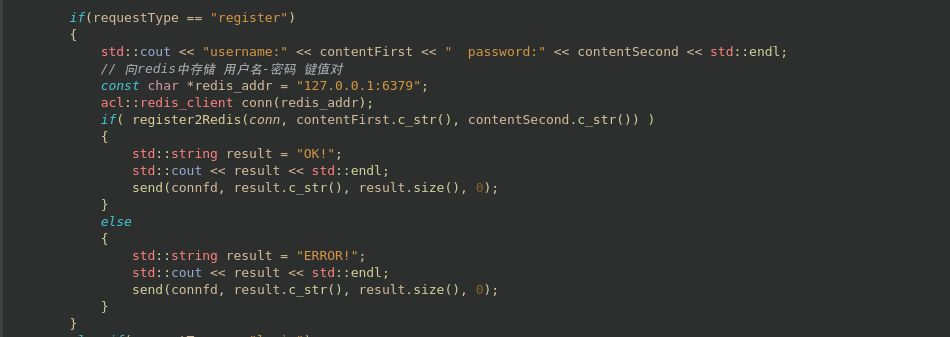 if(requestType == "register")
{
std::cout << "username:" << contentFirst << "  password:" << contentSecond << std::endl;
// 向redis中存储 用户名-密码 键值对
const char *redis_addr = "127.0.0.1:6379";
acl::redis_client conn(redis_addr);
if( register2Redis(conn, contentFirst.c_str(), contentSecond.c_str()) )
{
std::string result = "OK!";
std::cout << result << std::endl;
send(connfd, result.c_str(), result.size(), 0);
}
else
{
std::string result = "ERROR!";
std::cout << result << std::endl;
send(connfd, result.c_str(), result.size(), 0);
}
}